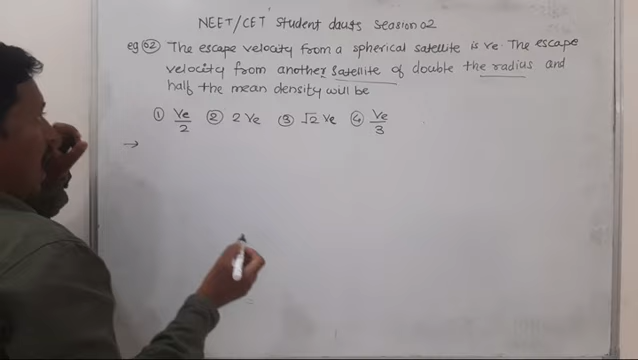 NEET/CET' student dauts Seasion 02
eg 02 The escape velocity from a spherical satellite is ve. The escape
velocity from another satellite of double the radius and
half the mean density will be
① Ve/2 ② 2 Ve ③ √2 Ve ④ Ve/3
→